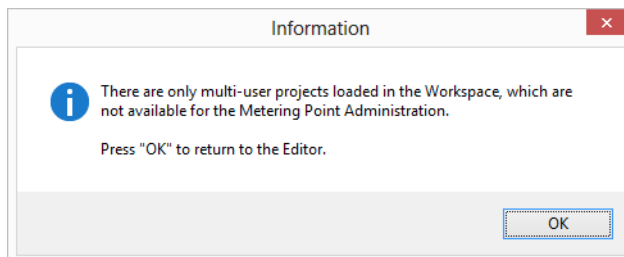 Information
There are only multi-user projects loaded in the Workspace, which are
not available for the Metering Point Administration.
Press "OK" to return to the Editor.
OK